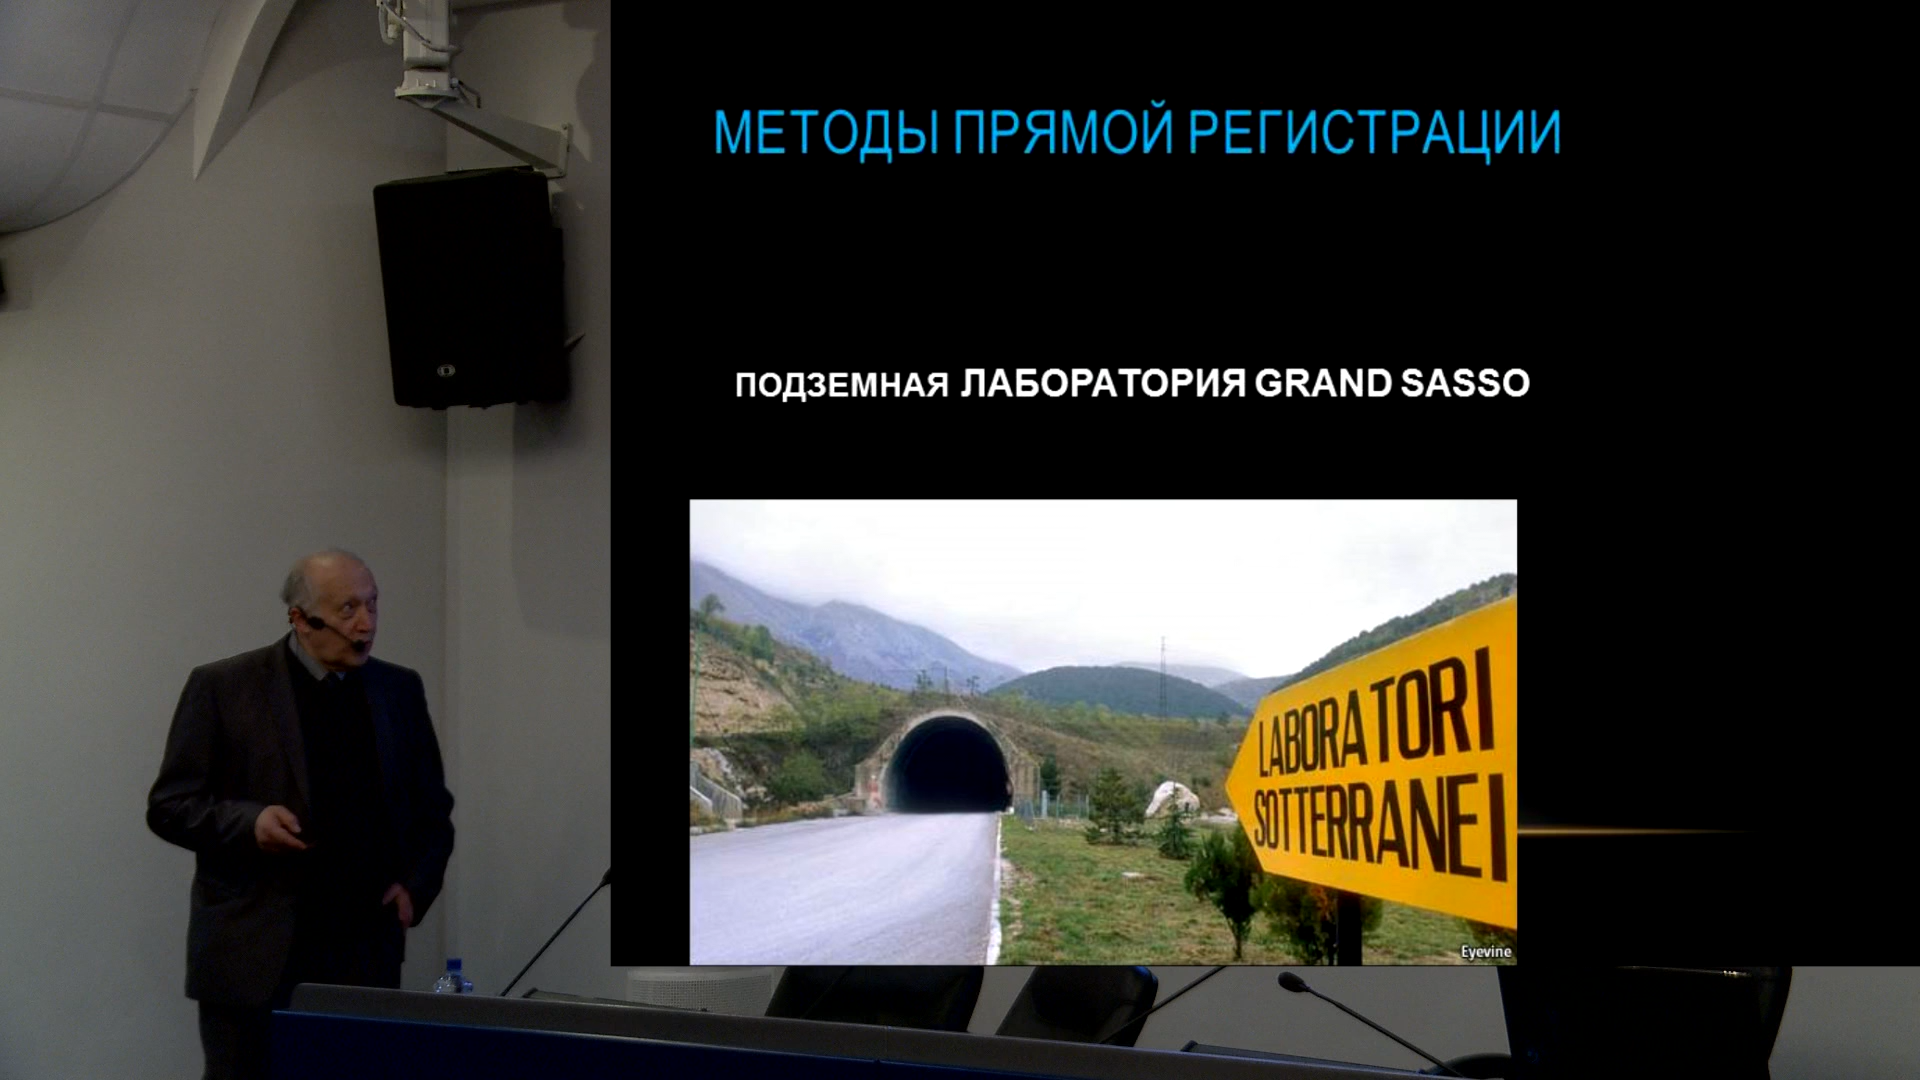 МЕТОДЫ ПРЯМОЙ РЕГИСТРАЦИИ
ПОДЗЕМНАЯ ЛАБОРАТОРИЯ GRAND SASSO
LABORATORI
SOTTERRANEI
Eyevine